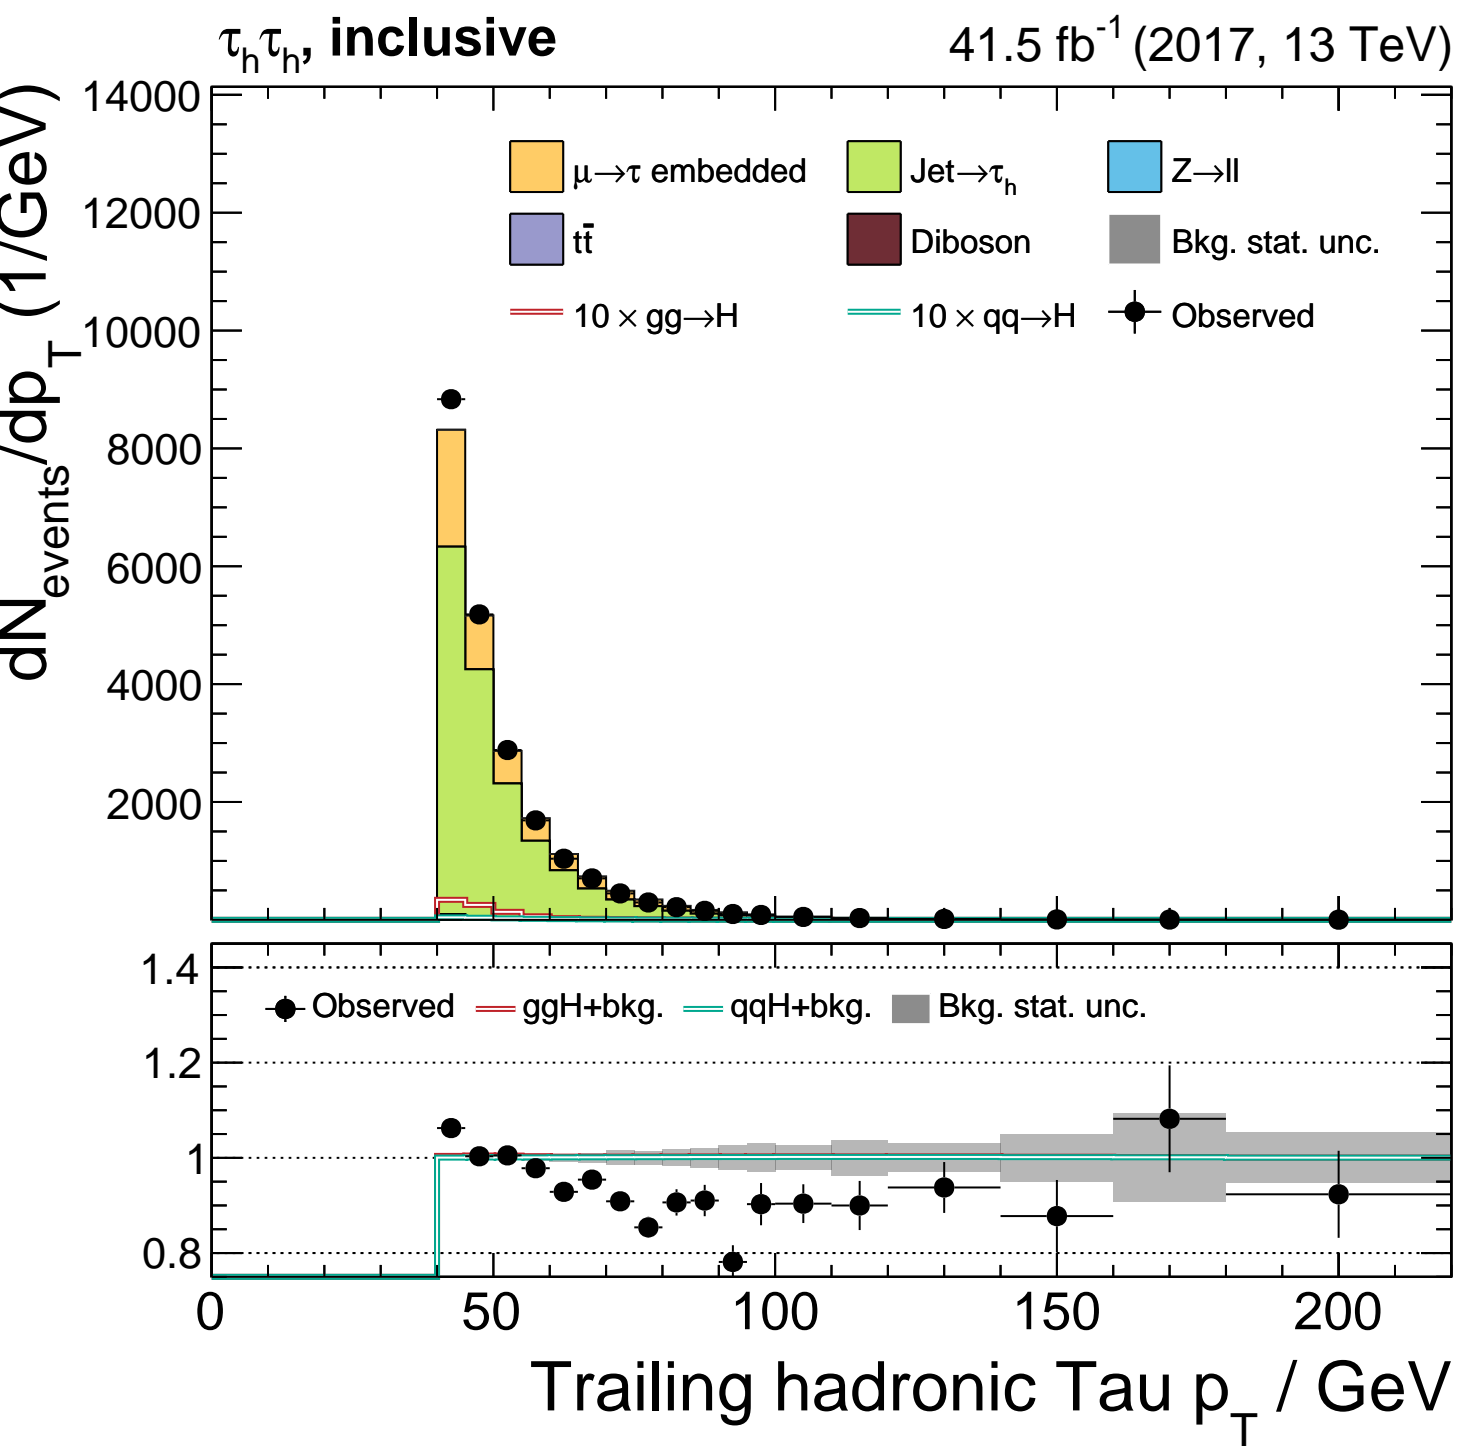 τhτh, inclusive 41.5 fb-1 (2017, 13 TeV)
dNevents/dpT (1/GeV)
14000
12000
10000
8000
6000
4000
2000
μ→τ embedded Jet→τh Z→ll
tt̄ Diboson Bkg. stat. unc.
10 × gg→H 10 × qq→H Observed
1.4
1.2
1
0.8
Observed ggH+bkg. qqH+bkg. Bkg. stat. unc.
0 50 100 150 200
Trailing hadronic Tau pT / GeV